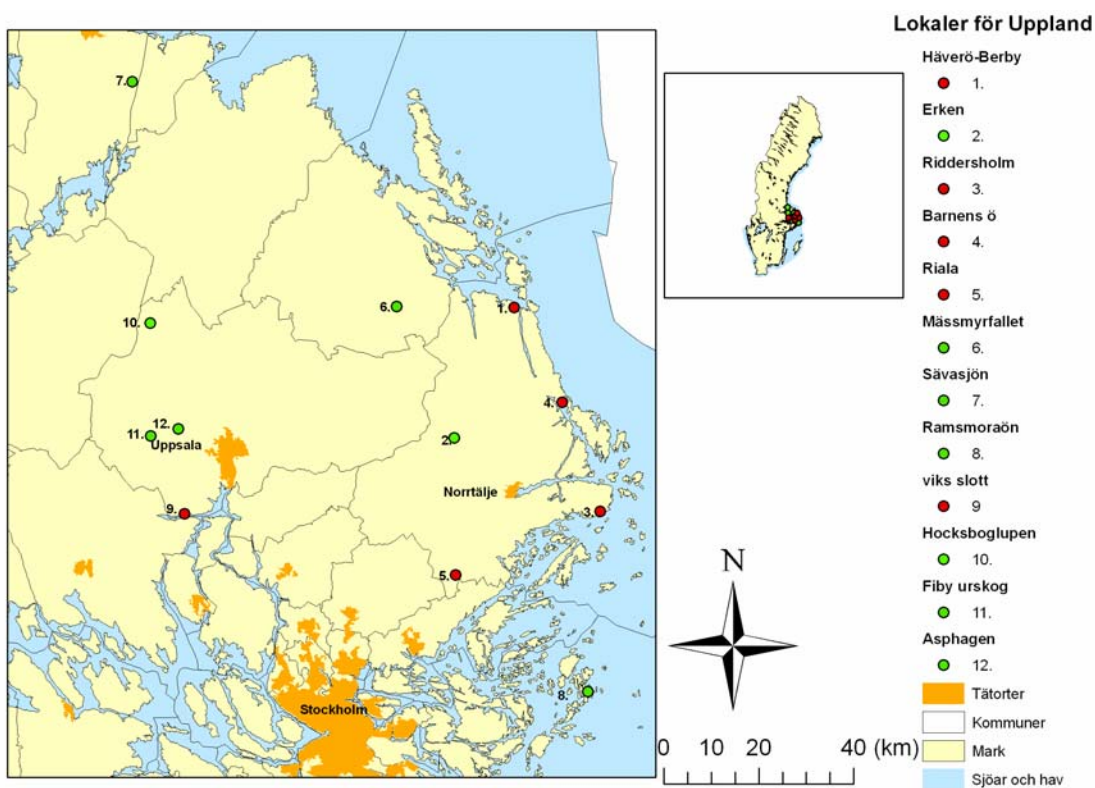 Lokaler för Uppland
Häverö-Berby
1.
Erken
2.
Riddersholm
3.
Barnens ö
4.
Riala
5.
Mässmyrfallet
6.
Sävasjön
7.
Ramsmoraön
8.
viks slott
9
Hocksboglupen
10.
Fiby urskog
11.
Asphagen
12.
Tätorter
Kommuner
Mark
Sjöar och hav
7.
6.
1.
10.
4.
12.
11.
Uppsala
2.
Norrtälje
3.
9.
5.
8.
Stockholm
N
0 10 20 40 (km)